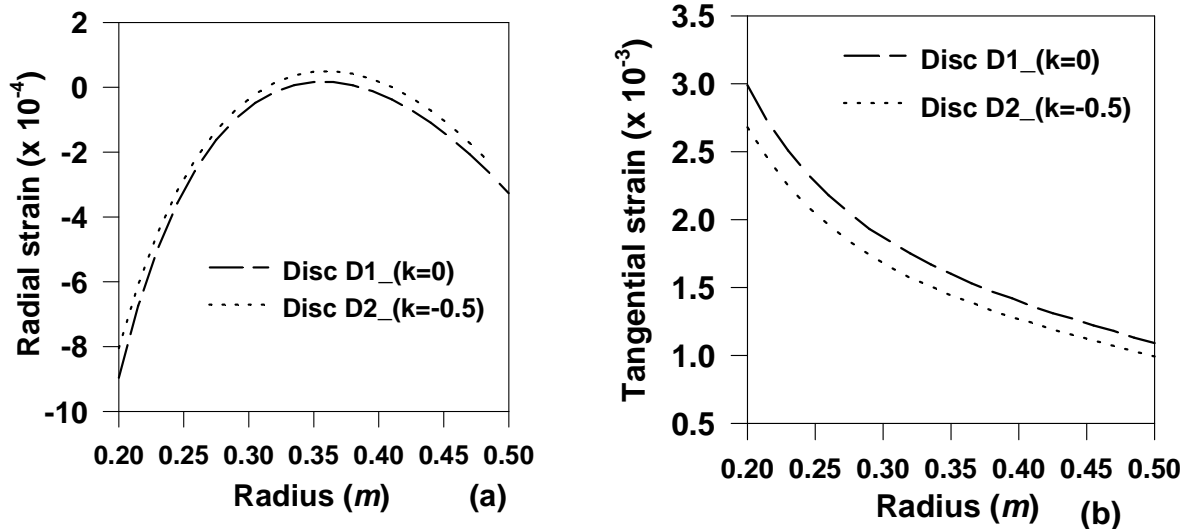 Radial strain (x 10-4)
2
0
-2
-4
-6
-8
-10
Disc D1_(k=0)
Disc D2_(k=-0.5)
0.20 0.25 0.30 0.35 0.40 0.45 0.50
Radius (m) (a)
Tangential strain (x 10-3)
3.5
3.0
2.5
2.0
1.5
1.0
0.5
Disc D1_(k=0)
Disc D2_(k=-0.5)
0.20 0.25 0.30 0.35 0.40 0.45 0.50
Radius (m) (b)